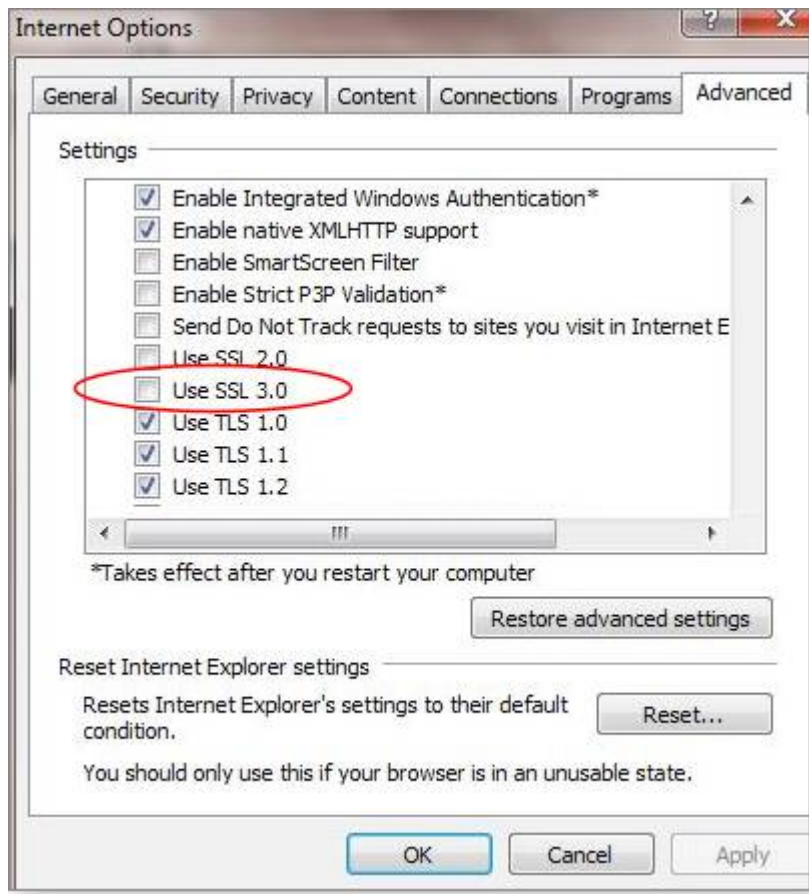 Internet Options
?
X
General Security Privacy Content Connections Programs Advanced
Settings
Enable Integrated Windows Authentication*
Enable native XMLHTTP support
Enable SmartScreen Filter
Enable Strict P3P Validation*
Send Do Not Track requests to sites you visit in Internet E
Use SSL 2.0
Use SSL 3.0
Use TLS 1.0
Use TLS 1.1
Use TLS 1.2
*Takes effect after you restart your computer
Restore advanced settings
Reset Internet Explorer settings
Resets Internet Explorer's settings to their default
condition.
Reset...
You should only use this if your browser is in an unusable state.
OK Cancel Apply